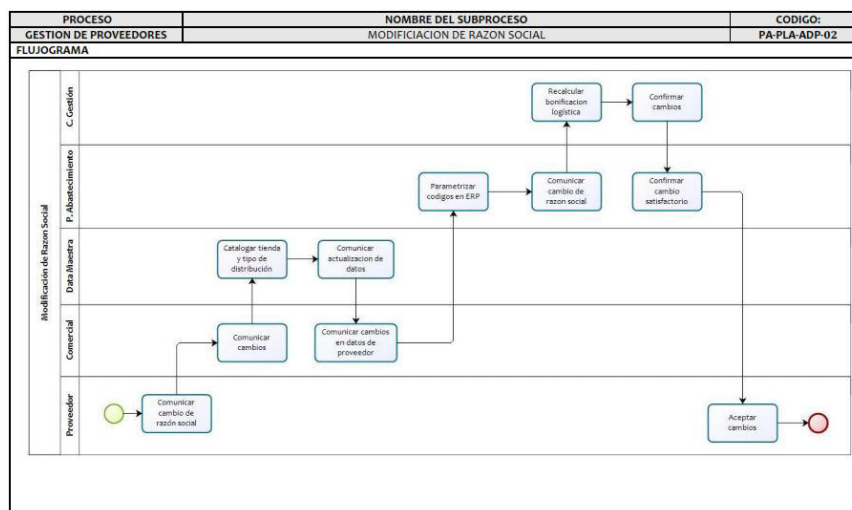 PROCESO
NOMBRE DEL SUBPROCESO
CODIGO:
GESTION DE PROVEEDORES
MODIFICIACION DE RAZON SOCIAL
PA-PLA-ADP-02
FLUJOGRAMA
Modificación de Razon Social
C. Gestión
Recalcular
bonificacion
logística
Confirmar
cambios
P. Abastecimiento
Parametrizar
codigos en ERP
Comunicar
cambio de
razon social
Confirmar
cambio
satisfactorio
Data Maestra
Catalogar tienda
y tipo de
distribución
Comunicar
actualizacion de
datos
Comercial
Comunicar
cambios
Comunicar cambios
en datos de
proveedor
Proveedor
Comunicar
cambio de
razón social
Aceptar
cambios